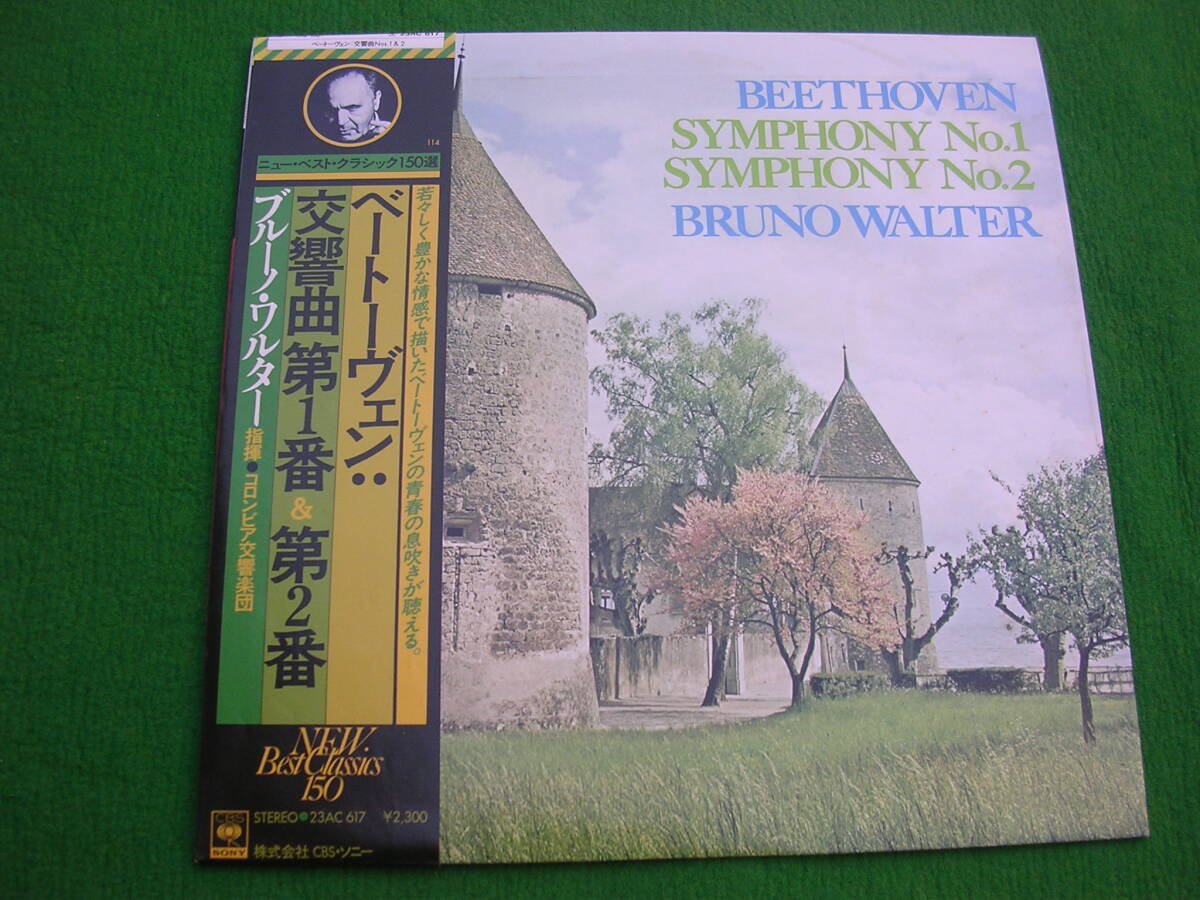 23AC 617
ベートーヴェン:交響曲Nos.1&2
114
ニュー・ベスト・クラシック150選
若々しく豊かな情感で描いた、ベートーヴェンの青春の息吹きが聴える。
ベートーヴェン:
交響曲第1番&第2番
ブルーノ・ワルター指揮●コロンビア交響楽団
NEW
Best Classics
150
CBS
SONY
STEREO●23AC 617 ¥2,300
株式会社 CBS・ソニー
BEETHOVEN
SYMPHONY No.1
SYMPHONY No.2
BRUNO WALTER